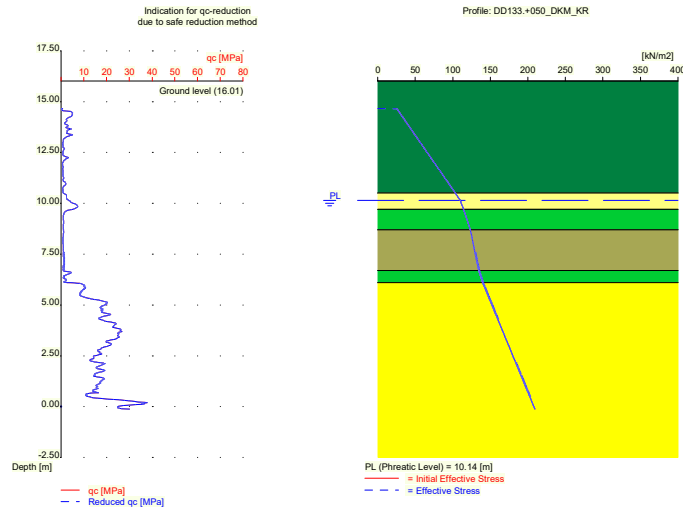 Indication for qc-reduction
due to safe reduction method
Profile: DD133.+050_DKM_KR
17.50
qc [MPa]
10 20 30 40 50 60 70 80
Ground level (16.01)
15.00
12.50
10.00
7.50
5.00
2.50
0.00
-2.50
Depth [m]
qc [MPa]
Reduced qc [MPa]
[kN/m2]
0 50 100 150 200 250 300 350 400
PL
PL (Phreatic Level) = 10.14 [m]
= Initial Effective Stress
= Effective Stress